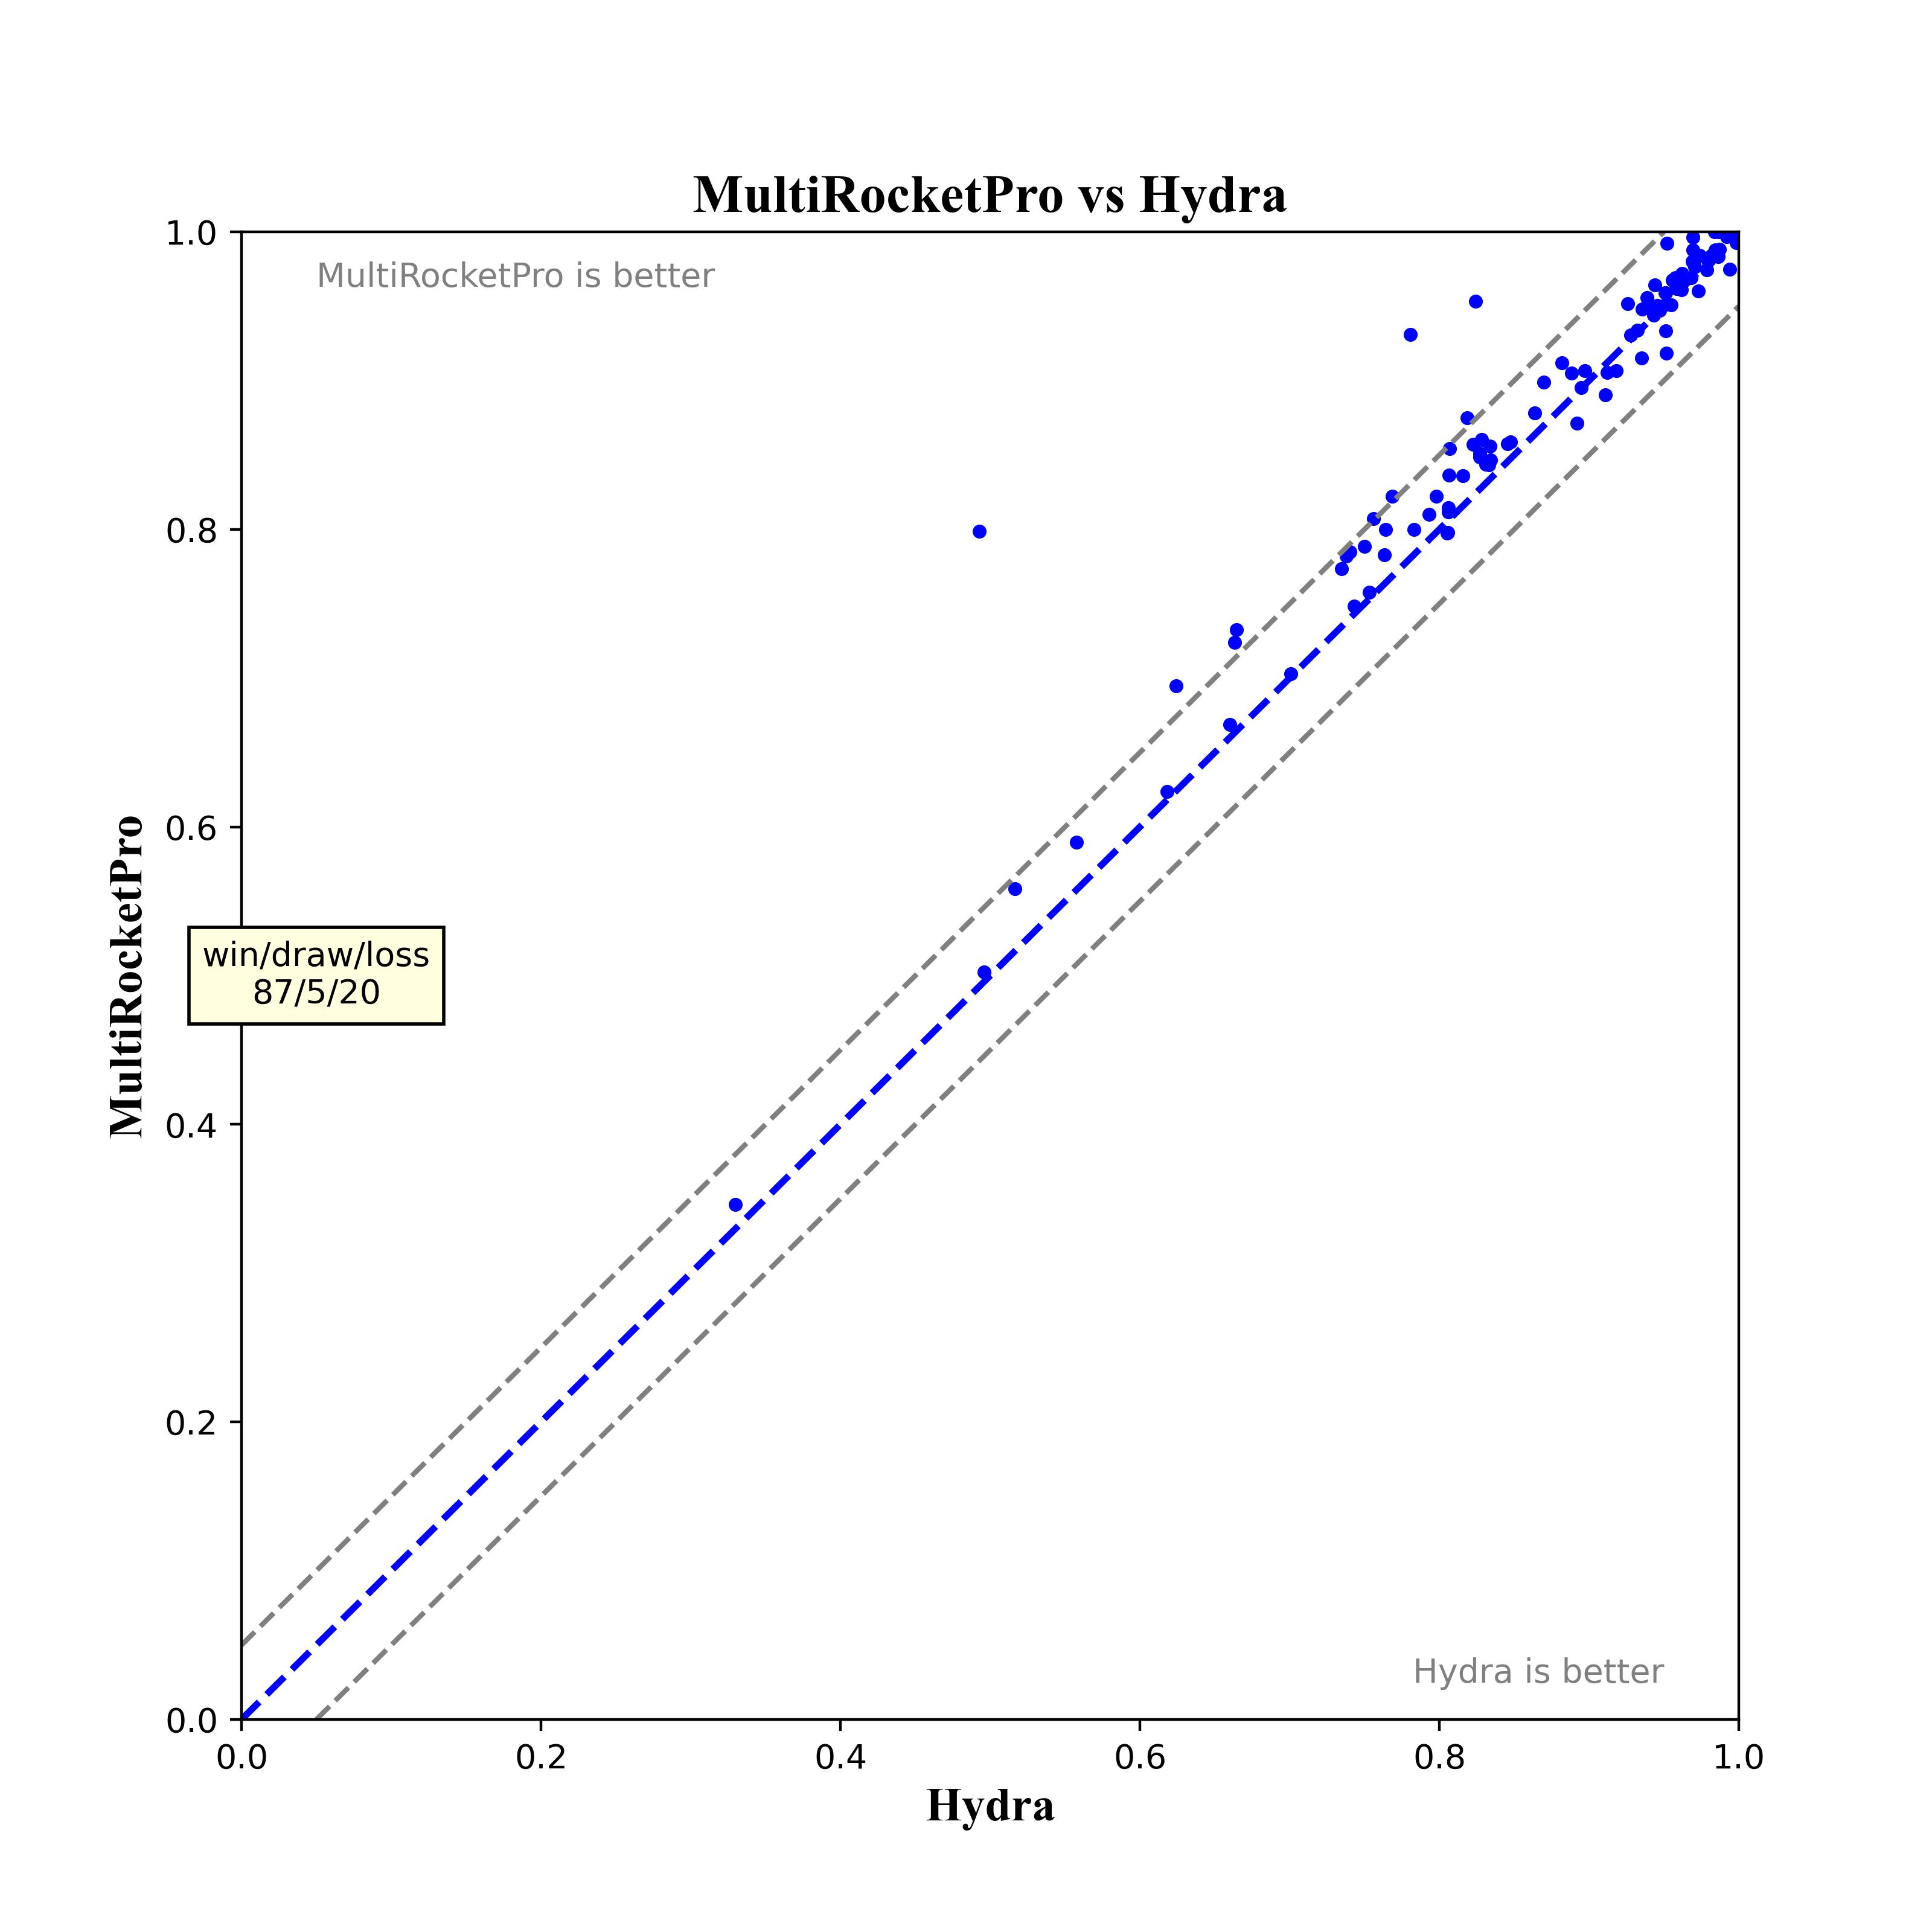 MultiRocketPro vs Hydra
1.0
MultiRocketPro is better
0.8
0.6
MultiRocketPro
win/draw/loss
87/5/20
0.4
0.2
Hydra is better
0.0
0.0 0.2 0.4 0.6 0.8 1.0
Hydra